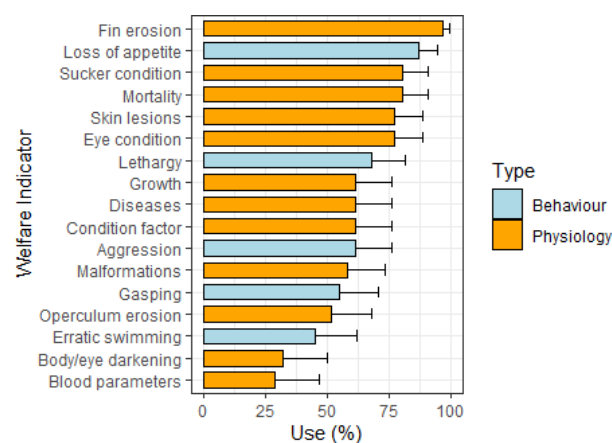 Fin erosion
Loss of appetite
Sucker condition
Mortality
Skin lesions
Eye condition
Lethargy
Growth
Diseases
Condition factor
Aggression
Malformations
Gasping
Operculum erosion
Erratic swimming
Body/eye darkening
Blood parameters
Welfare Indicator
0 25 50 75 100
Use (%)
Type
Behaviour
Physiology